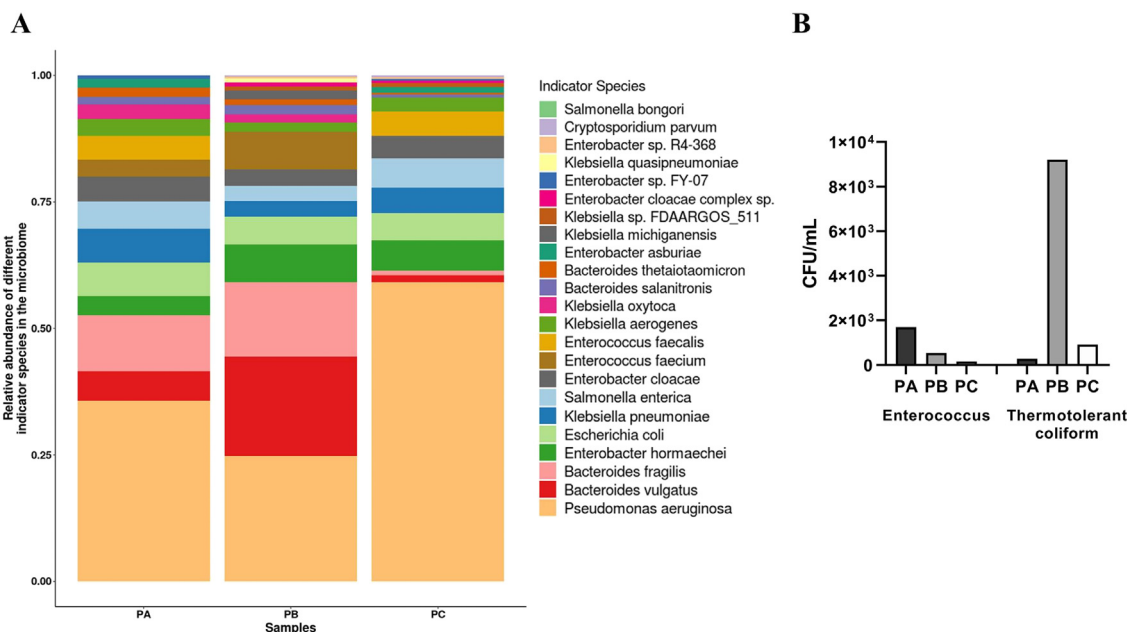 A
Relative abundance of different
indicator species in the microbiome
1.00
0.75
0.50
0.25
0.00
PA
PB
PC
Samples
Indicator Species
Salmonella bongori
Cryptosporidium parvum
Enterobacter sp. R4-368
Klebsiella quasipneumoniae
Enterobacter sp. FY-07
Enterobacter cloacae complex sp.
Klebsiella sp. FDAARGOS_511
Klebsiella michiganensis
Enterobacter asburiae
Bacteroides thetaiotaomicron
Bacteroides salanitronis
Klebsiella oxytoca
Klebsiella aerogenes
Enterococcus faecalis
Enterococcus faecium
Enterobacter cloacae
Salmonella enterica
Klebsiella pneumoniae
Escherichia coli
Enterobacter hormaechei
Bacteroides fragilis
Bacteroides vulgatus
Pseudomonas aeruginosa
B
CFU/mL
1×10⁴
8×10³
6×10³
4×10³
2×10³
0
PA PB PC
PA PB PC
Enterococcus
Thermotolerant
coliform